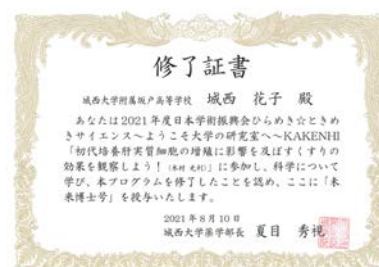 修了証書
城西大学附属坂戸高等学校 城西 花子 殿
あなたは2021年度日本学術振興会ひらめき☆ときめ
きサイエンス～ようこそ大学の研究室へ～KAKENHI
「初代培養肝実質細胞の増殖に影響を及ぼすくすりの
効果を観察しよう！（木村 光利）」に参加し、科学について
学び、本プログラムを修了したことを認め、ここに「未
来博士号」を授与いたします。
2021年8月10日
城西大学薬学部長 夏目 秀視